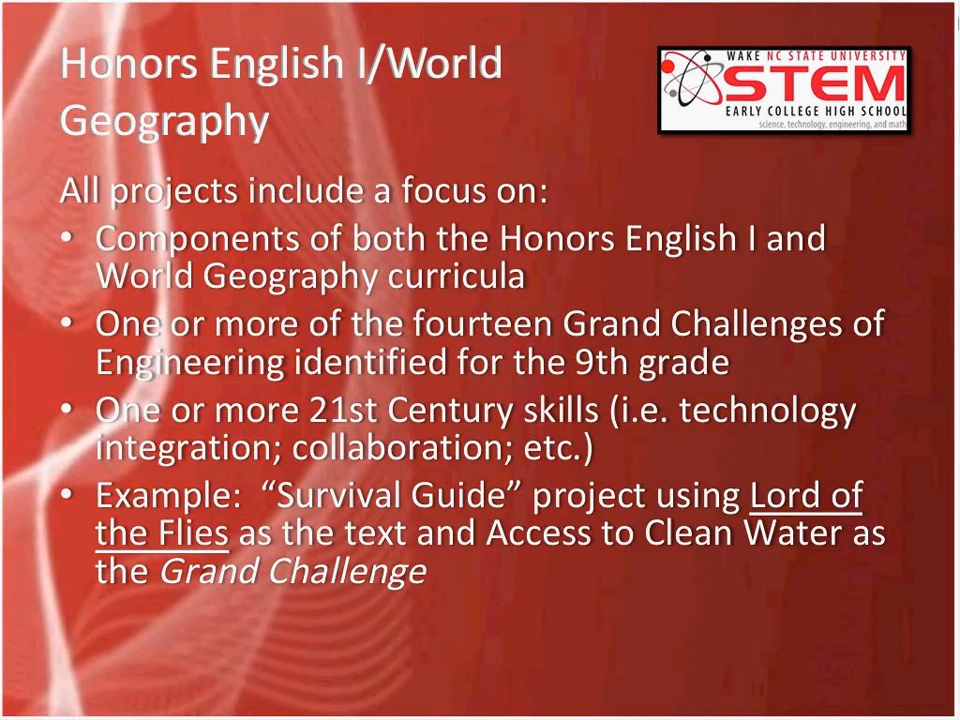 Honors English I/World
Geography
WAKE NC STATE UNIVERSITY
STEM
EARLY COLLEGE HIGH SCHOOL
science, technology, engineering, and math
All projects include a focus on:
• Components of both the Honors English I and
World Geography curricula
• One or more of the fourteen Grand Challenges of
Engineering identified for the 9th grade
• One or more 21st Century skills (i.e. technology
integration; collaboration; etc.)
• Example:  “Survival Guide” project using Lord of
the Flies as the text and Access to Clean Water as
the Grand Challenge